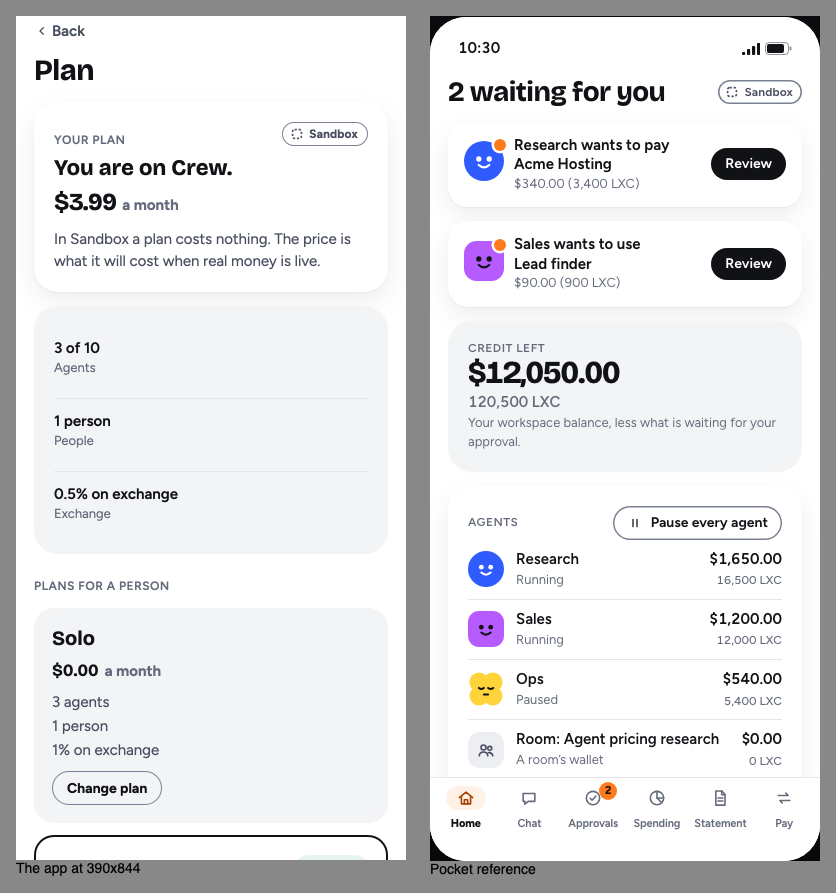 Back
Plan
YOUR PLAN
Sandbox
You are on Crew.
$3.99 a month
In Sandbox a plan costs nothing. The price is
what it will cost when real money is live.
3 of 10
Agents
1 person
People
0.5% on exchange
Exchange
PLANS FOR A PERSON
Solo
$0.00 a month
3 agents
1 person
1% on exchange
Change plan
The app at 390x844
10:30
2 waiting for you
Sandbox
Research wants to pay
Acme Hosting
$340.00 (3,400 LXC)
Review
Sales wants to use
Lead finder
$90.00 (900 LXC)
Review
CREDIT LEFT
$12,050.00
120,500 LXC
Your workspace balance, less what is waiting for your
approval.
AGENTS
Pause every agent
Research
$1,650.00
Running
16,500 LXC
Sales
$1,200.00
Running
12,000 LXC
Ops
$540.00
Paused
5,400 LXC
Room: Agent pricing research
$0.00
A room's wallet
0 LXC
2
Home
Chat
Approvals
Spending
Statement
Pay
Pocket reference